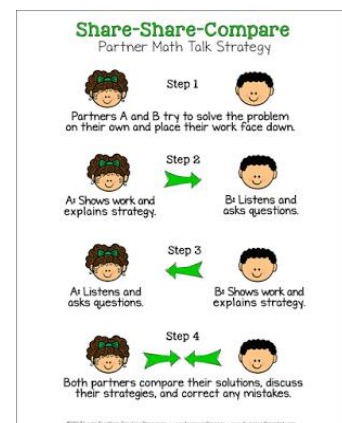 Share-Share-Compare
Partner Math Talk Strategy
Step 1
Partners A and B try to solve the problem
on their own and place their work face down.
Step 2
A: Shows work and
explains strategy.
B: Listens and
asks questions.
Step 3
A: Listens and
asks questions.
B: Shows work and
explains strategy.
Step 4
Both partners compare their solutions, discuss
their strategies, and correct any mistakes.